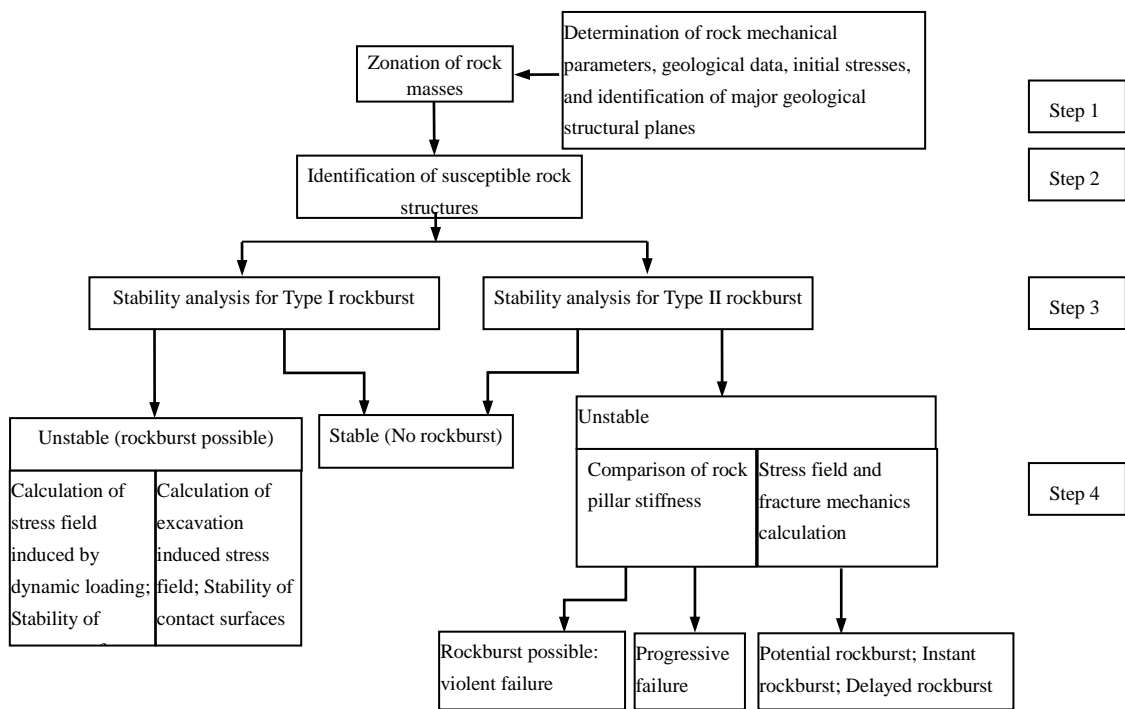 Zonation of rock
masses
Determination of rock mechanical
parameters, geological data, initial stresses,
and identification of major geological
structural planes
Step 1
Identification of susceptible rock
structures
Step 2
Stability analysis for Type I rockburst
Stability analysis for Type II rockburst
Step 3
Unstable (rockburst possible)
Stable (No rockburst)
Unstable
Calculation of
stress field
induced by
dynamic loading;
Stability of
Calculation of
excavation
induced stress
field; Stability of
contact surfaces
Comparison of rock
pillar stiffness
Stress field and
fracture mechanics
calculation
Step 4
Rockburst possible:
violent failure
Progressive
failure
Potential rockburst; Instant
rockburst; Delayed rockburst